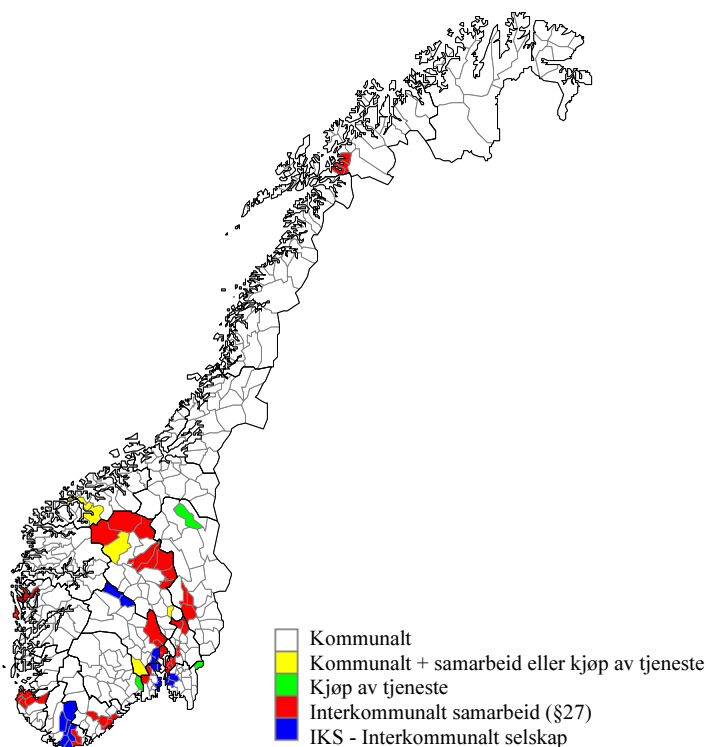 Kommunalt
Kommunalt + samarbeid eller kjøp av tjeneste
Kjøp av tjeneste
Interkommunalt samarbeid (§27)
IKS - Interkommunalt selskap